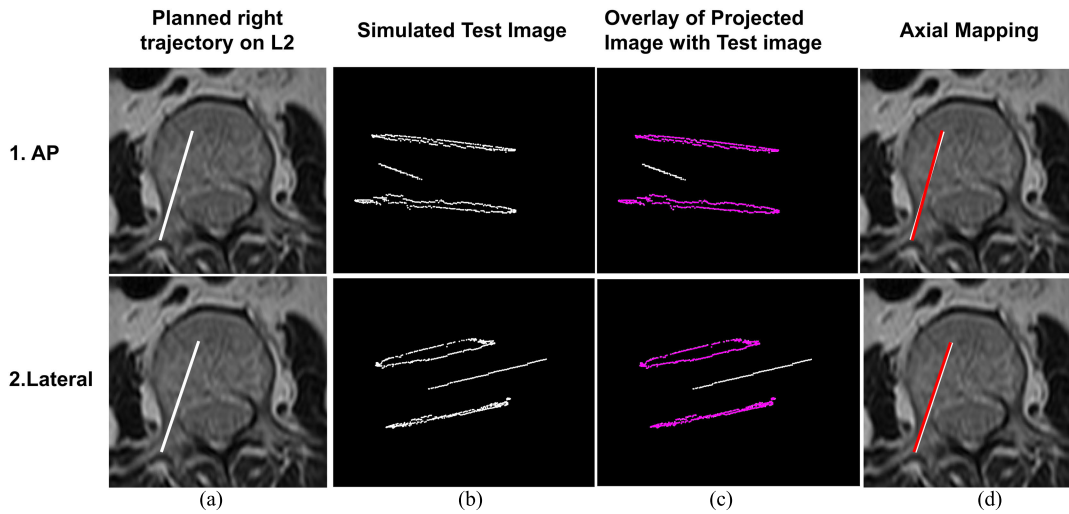 Planned right
trajectory on L2
Simulated Test Image
Overlay of Projected
Image with Test image
Axial Mapping
1. AP
2.Lateral
(a)
(b)
(c)
(d)